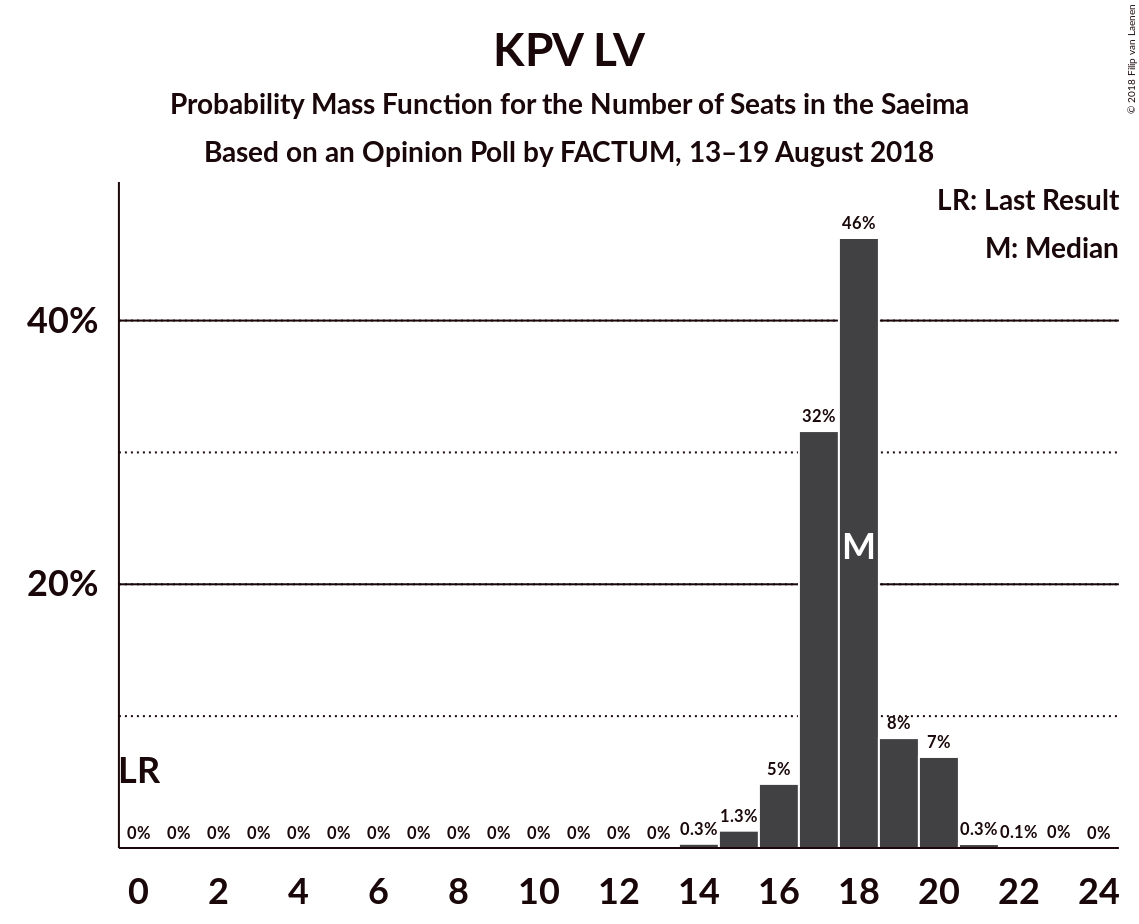 KPV LV
Probability Mass Function for the Number of Seats in the Saeima
Based on an Opinion Poll by FACTUM, 13–19 August 2018
© 2018 Filip van Laenen
LR: Last Result
M: Median
46%
40%
32%
M
20%
8%
7%
LR
5%
0% 0% 0% 0% 0% 0% 0% 0% 0% 0% 0% 0% 0% 0% 0.3% 1.3% 0.3% 0.1% 0% 0%
0 2 4 6 8 10 12 14 16 18 20 22 24